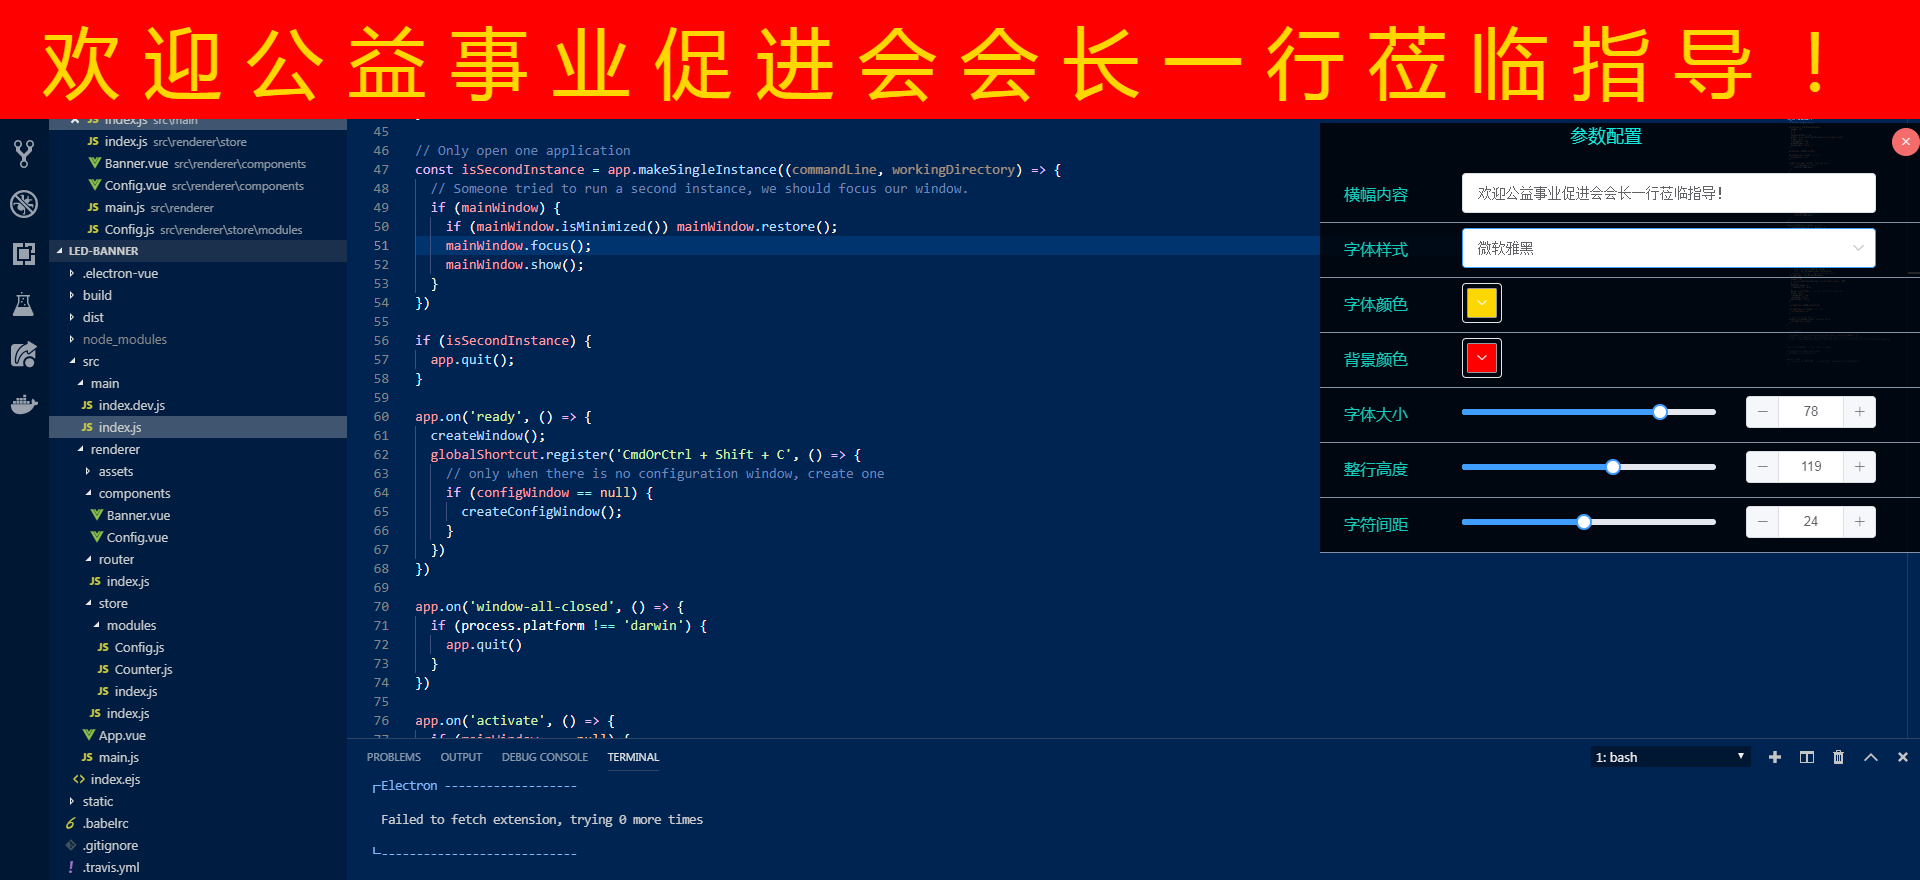 欢迎公益事业促进会会长一行莅临指导！
index.js src\main
index.js src\renderer\store
Banner.vue src\renderer\components
Config.vue src\renderer\components
main.js src\renderer
Config.js src\renderer\store\modules
LED-BANNER
.electron-vue
build
dist
node_modules
src
main
index.dev.js
index.js
renderer
assets
components
Banner.vue
Config.vue
router
index.js
store
modules
Config.js
Counter.js
index.js
index.js
App.vue
main.js
index.ejs
static
.babelrc
.gitignore
.travis.yml
45
46 // Only open one application
47 const isSecondInstance = app.makeSingleInstance((commandLine, workingDirectory) => {
48 // Someone tried to run a second instance, we should focus our window.
49 if (mainWindow) {
50 if (mainWindow.isMinimized()) mainWindow.restore();
51 mainWindow.focus();
52 mainWindow.show();
53 }
54 })
55
56 if (isSecondInstance) {
57 app.quit();
58 }
59
60 app.on('ready', () => {
61 createWindow();
62 globalShortcut.register('CmdOrCtrl + Shift + C', () => {
63 // only when there is no configuration window, create one
64 if (configWindow == null) {
65 createConfigWindow();
66 }
67 })
68 })
69
70 app.on('window-all-closed', () => {
71 if (process.platform !== 'darwin') {
72 app.quit()
73 }
74 })
75
76 app.on('activate', () => {
参数配置
横幅内容 欢迎公益事业促进会会长一行莅临指导！
字体样式 微软雅黑
字体颜色
背景颜色
字体大小 78
整行高度 119
字符间距 24
PROBLEMS OUTPUT DEBUG CONSOLE TERMINAL 1: bash
Electron -------------------
Failed to fetch extension, trying 0 more times
----------------------------